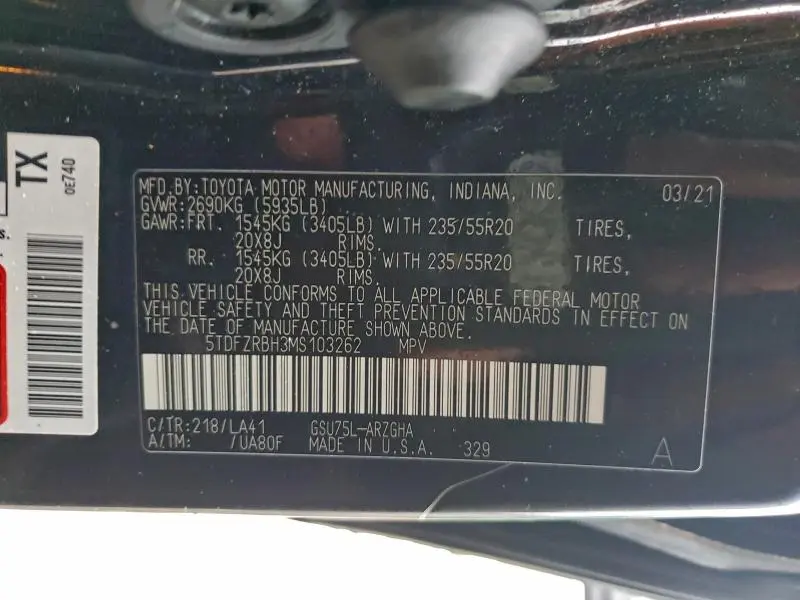 MFD.BY:TOYOTA MOTOR MANUFACTURING, INDIANA, INC. 03/21
GVWR:2690KG (5935LB)
GAWR:FRT. 1545KG (3405LB) WITH 235/55R20 TIRES,
20X8J RIMS.
RR. 1545KG (3405LB) WITH 235/55R20 TIRES,
20X8J RIMS.
THIS VEHICLE CONFORMS TO ALL APPLICABLE FEDERAL MOTOR
VEHICLE SAFETY AND THEFT PREVENTION STANDARDS IN EFFECT ON
THE DATE OF MANUFACTURE SHOWN ABOVE.
5TDFZRBH3MS103262 MPV
C/TR:218/LA41 GSU75L-ARZGHA
A/TM: /UA80F MADE IN U.S.A. 329 A
TX
0E740
s.